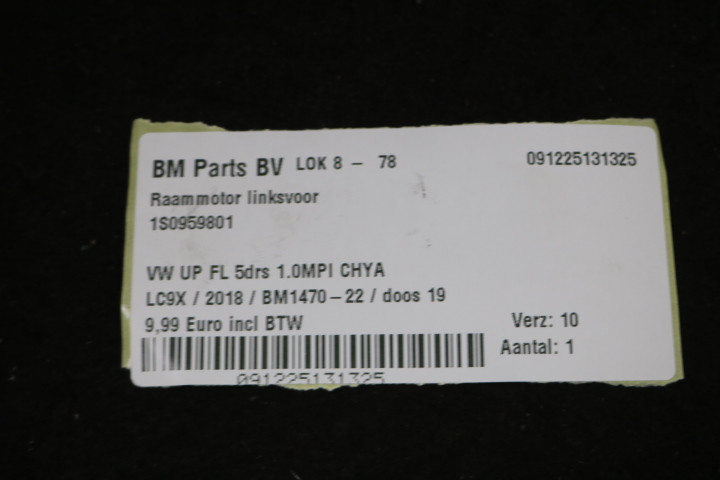 BM Parts BV LOK 8 - 78 091225131325
Raammotor linksvoor
1S0959801
VW UP FL 5drs 1.0MPI CHYA
LC9X / 2018 / BM1470-22 / doos 19
9,99 Euro incl BTW Verz: 10
Aantal: 1
091225131325